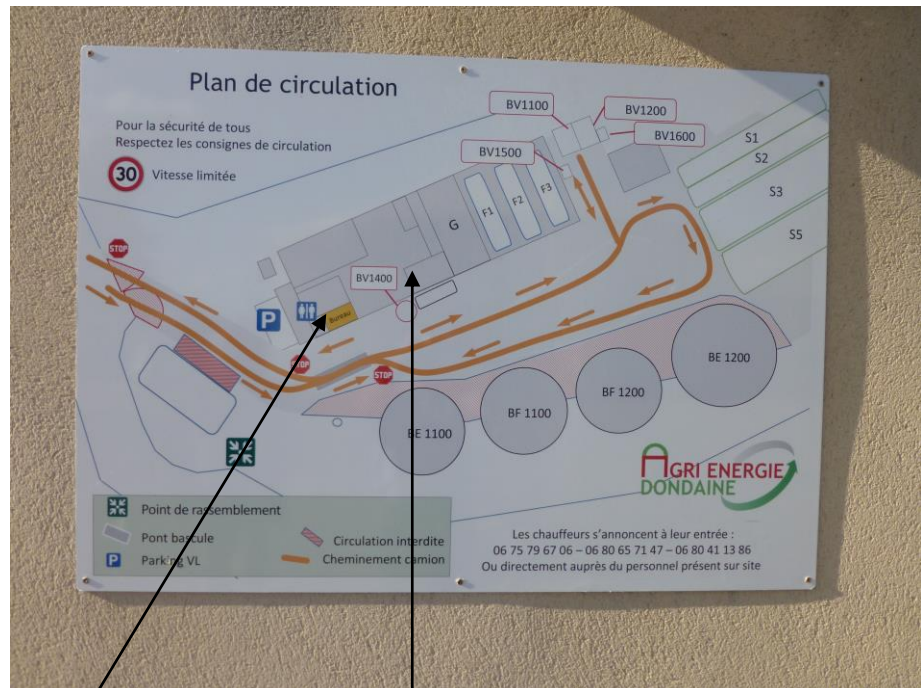 Plan de circulation
Pour la sécurité de tous
Respectez les consignes de circulation
30 Vitesse limitée
BV1100
BV1200
BV1600
BV1500
S1
S2
S3
S5
F1
F2
F3
G
BV1400
STOP
P
Bureau
STOP
STOP
BE 1200
BF 1200
BF 1100
BE 1100
AGRI ENERGIE
DONDAINE
Point de rassemblement
Pont bascule
Circulation interdite
P Parking VL
Cheminement camion
Les chauffeurs s'annoncent à leur entrée :
06 75 79 67 06 – 06 80 65 71 47 – 06 80 41 13 86
Ou directement auprès du personnel présent sur site